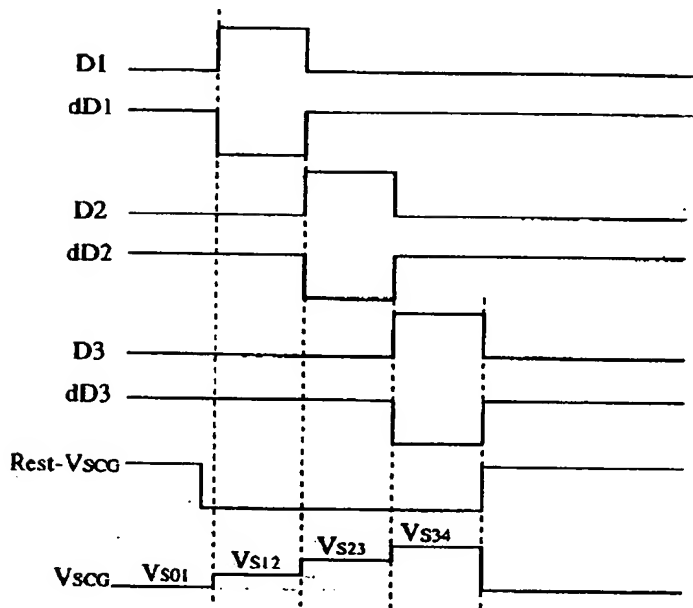 D1
dD1
D2
dD2
D3
dD3
Rest-VSCG
VSCG VS01 VS12 VS23 VS34